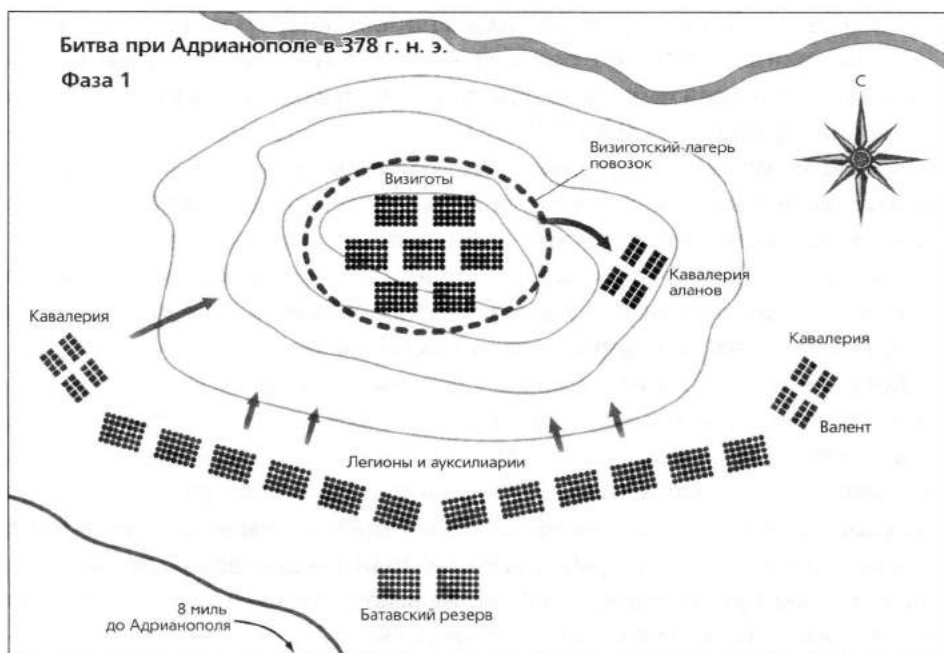 Битва при Адрианополе в 378 г. н. э.
Фаза 1
С
Визиготский лагерь
повозок
Визиготы
Кавалерия
аланов
Кавалерия
Кавалерия
Валент
Легионы и ауксилиарии
Батавский резерв
8 миль
до Адрианополя